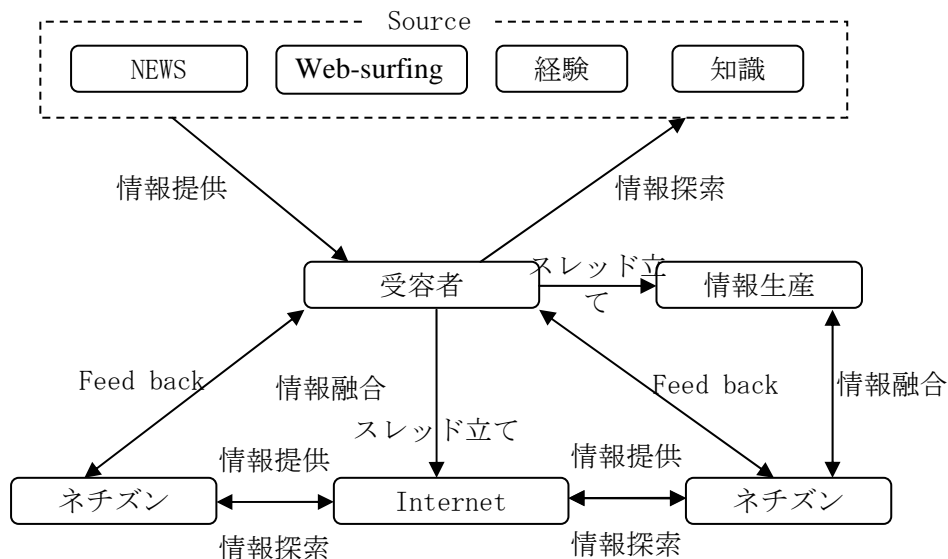 Source
NEWS
Web-surfing
経験
知識
情報提供
情報探索
受容者
スレッド立
て
情報生産
Feed back
情報融合
Feed back
情報融合
スレッド立て
情報提供
情報提供
ネチズン
Internet
ネチズン
情報探索
情報探索